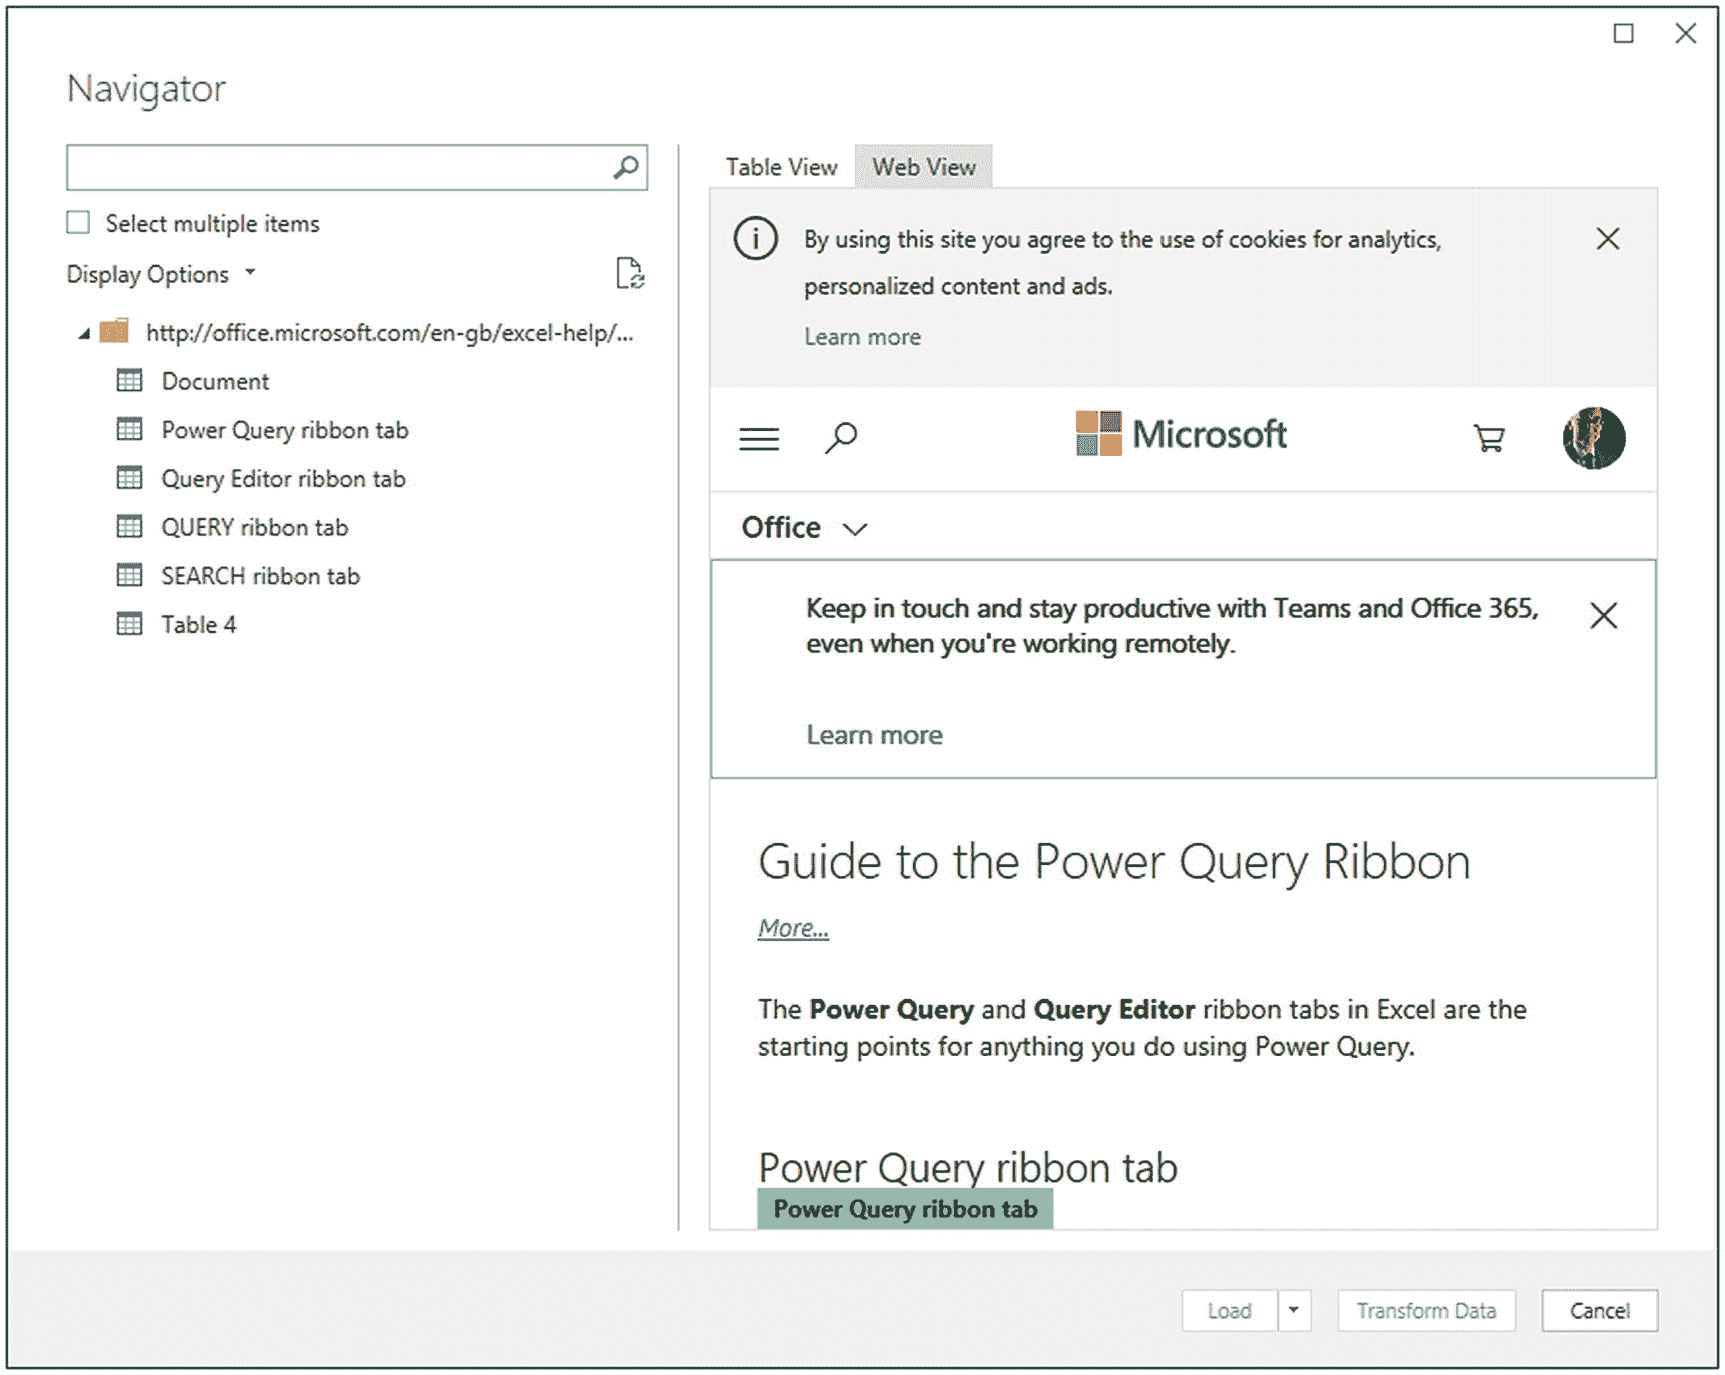 Navigator
Select multiple items
Display Options
http://office.microsoft.com/en-gb/excel-help/...
Document
Power Query ribbon tab
Query Editor ribbon tab
QUERY ribbon tab
SEARCH ribbon tab
Table 4
Table View
Web View
By using this site you agree to the use of cookies for analytics,
personalized content and ads.
Learn more
Microsoft
Office
Keep in touch and stay productive with Teams and Office 365,
even when you're working remotely.
Learn more
Guide to the Power Query Ribbon
More...
The Power Query and Query Editor ribbon tabs in Excel are the
starting points for anything you do using Power Query.
Power Query ribbon tab
Power Query ribbon tab
Load
Transform Data
Cancel